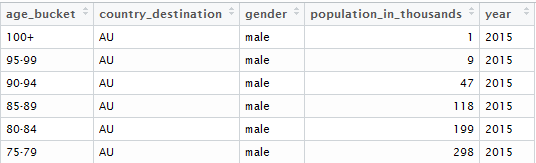 age_bucket country_destination gender population_in_thousands year
100+ AU male 1 2015
95-99 AU male 9 2015
90-94 AU male 47 2015
85-89 AU male 118 2015
80-84 AU male 199 2015
75-79 AU male 298 2015